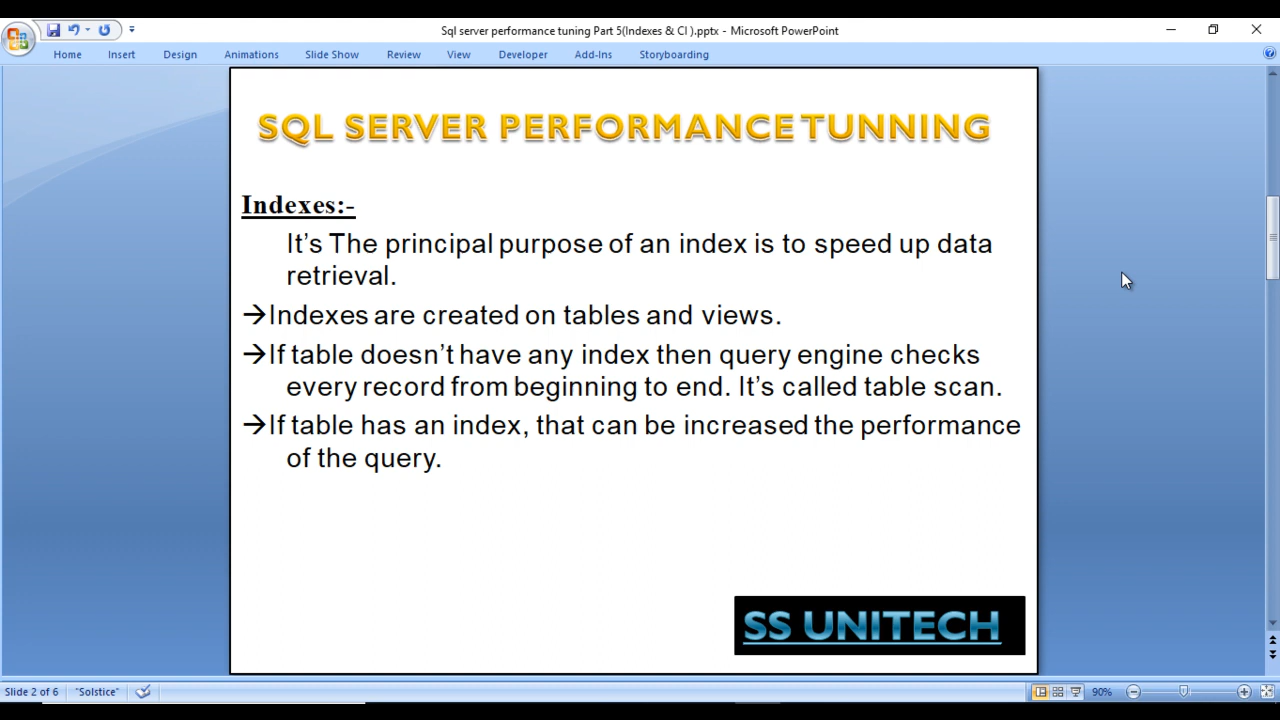 Sql server performance tuning Part 5(Indexes & CI ).pptx - Microsoft PowerPoint
Home Insert Design Animations Slide Show Review View Developer Add-Ins Storyboarding
SQL SERVER PERFORMANCE TUNNING
Indexes:-
It’s The principal purpose of an index is to speed up data
retrieval.
→Indexes are created on tables and views.
→If table doesn’t have any index then query engine checks
every record from beginning to end. It’s called table scan.
→If table has an index, that can be increased the performance
of the query.
SS UNITECH
Slide 2 of 6 "Solstice" 90%